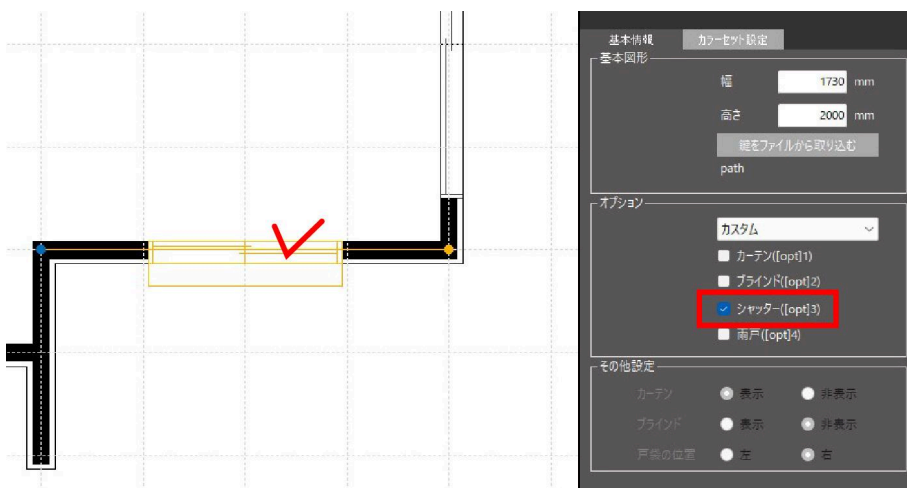 基本情報 カラーセット設定
基本図形
幅 1730 mm
高さ 2000 mm
鍵をファイルから取り込む
path
オプション
カスタム
カーテン([opt]1)
ブラインド([opt]2)
シャッター([opt]3)
雨戸([opt]4)
その他設定
カーテン 表示 非表示
ブラインド 表示 非表示
戸袋の位置 左 右